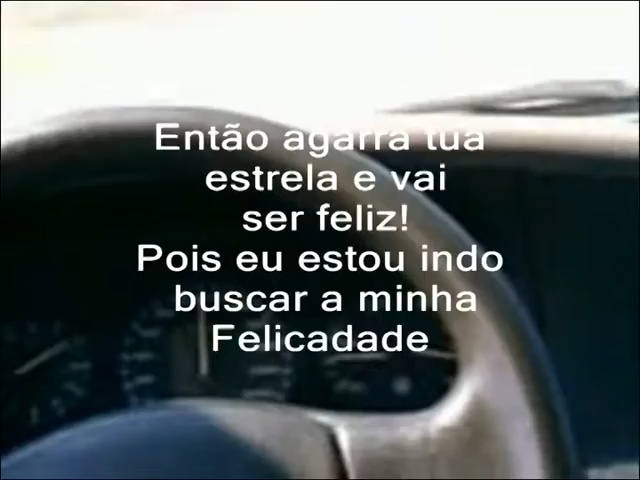 Então agarra tua
estrela e vai
ser feliz!
Pois eu estou indo
buscar a minha
Felicadade